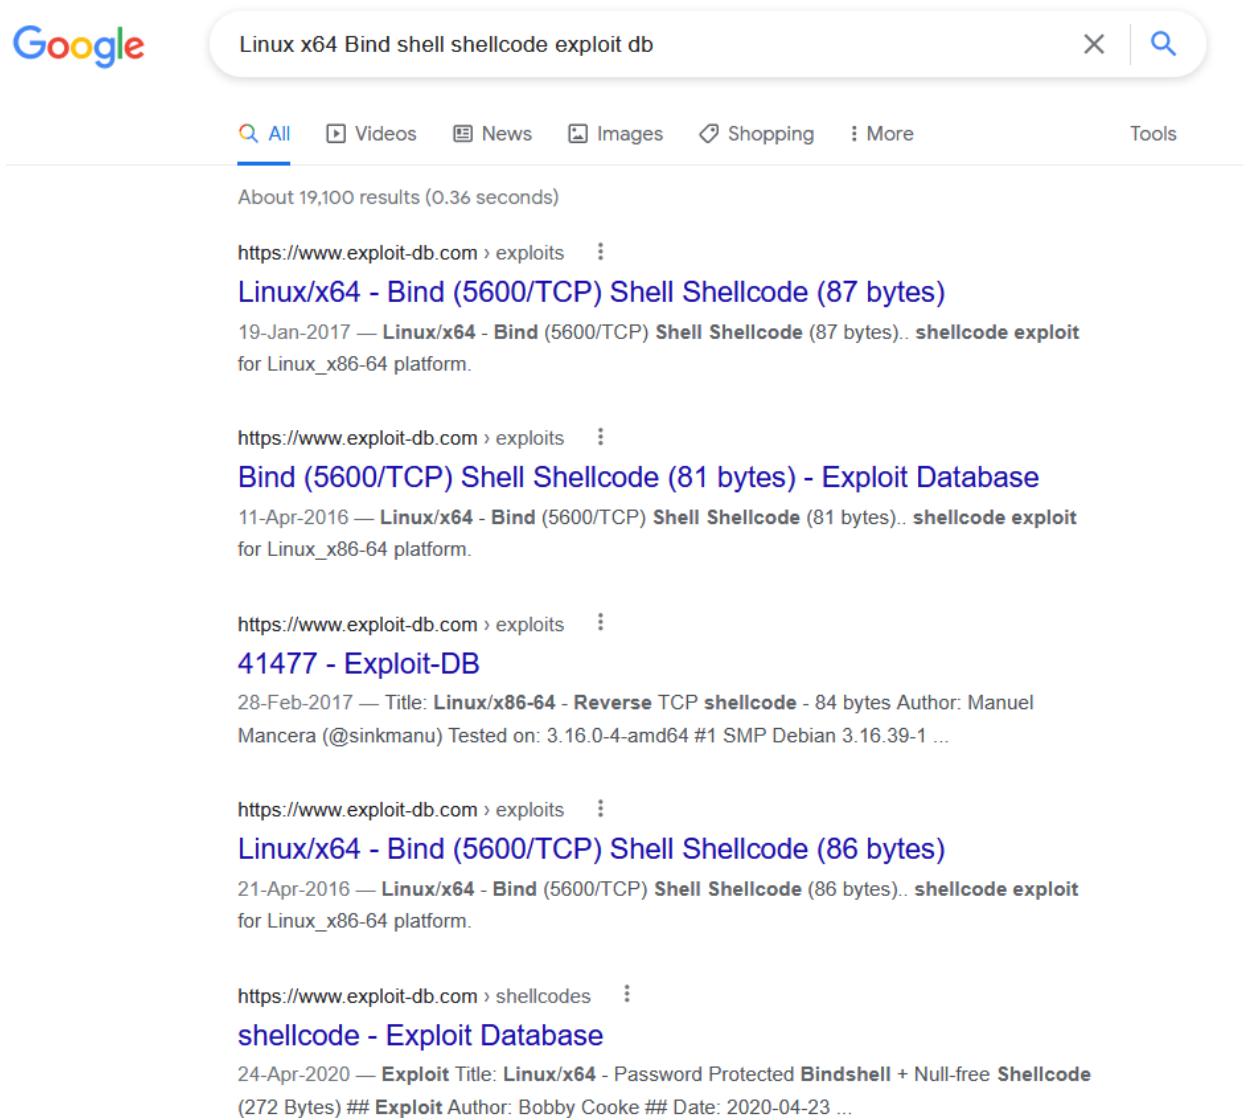 Google
Linux x64 Bind shell shellcode exploit db
All Videos News Images Shopping More Tools
About 19,100 results (0.36 seconds)
https://www.exploit-db.com › exploits
Linux/x64 - Bind (5600/TCP) Shell Shellcode (87 bytes)
19-Jan-2017 — Linux/x64 - Bind (5600/TCP) Shell Shellcode (87 bytes).. shellcode exploit
for Linux_x86-64 platform.
https://www.exploit-db.com › exploits
Bind (5600/TCP) Shell Shellcode (81 bytes) - Exploit Database
11-Apr-2016 — Linux/x64 - Bind (5600/TCP) Shell Shellcode (81 bytes).. shellcode exploit
for Linux_x86-64 platform.
https://www.exploit-db.com › exploits
41477 - Exploit-DB
28-Feb-2017 — Title: Linux/x86-64 - Reverse TCP shellcode - 84 bytes Author: Manuel
Mancera (@sinkmanu) Tested on: 3.16.0-4-amd64 #1 SMP Debian 3.16.39-1 ...
https://www.exploit-db.com › exploits
Linux/x64 - Bind (5600/TCP) Shell Shellcode (86 bytes)
21-Apr-2016 — Linux/x64 - Bind (5600/TCP) Shell Shellcode (86 bytes).. shellcode exploit
for Linux_x86-64 platform.
https://www.exploit-db.com › shellcodes
shellcode - Exploit Database
24-Apr-2020 — Exploit Title: Linux/x64 - Password Protected Bindshell + Null-free Shellcode
(272 Bytes) ## Exploit Author: Bobby Cooke ## Date: 2020-04-23 ...